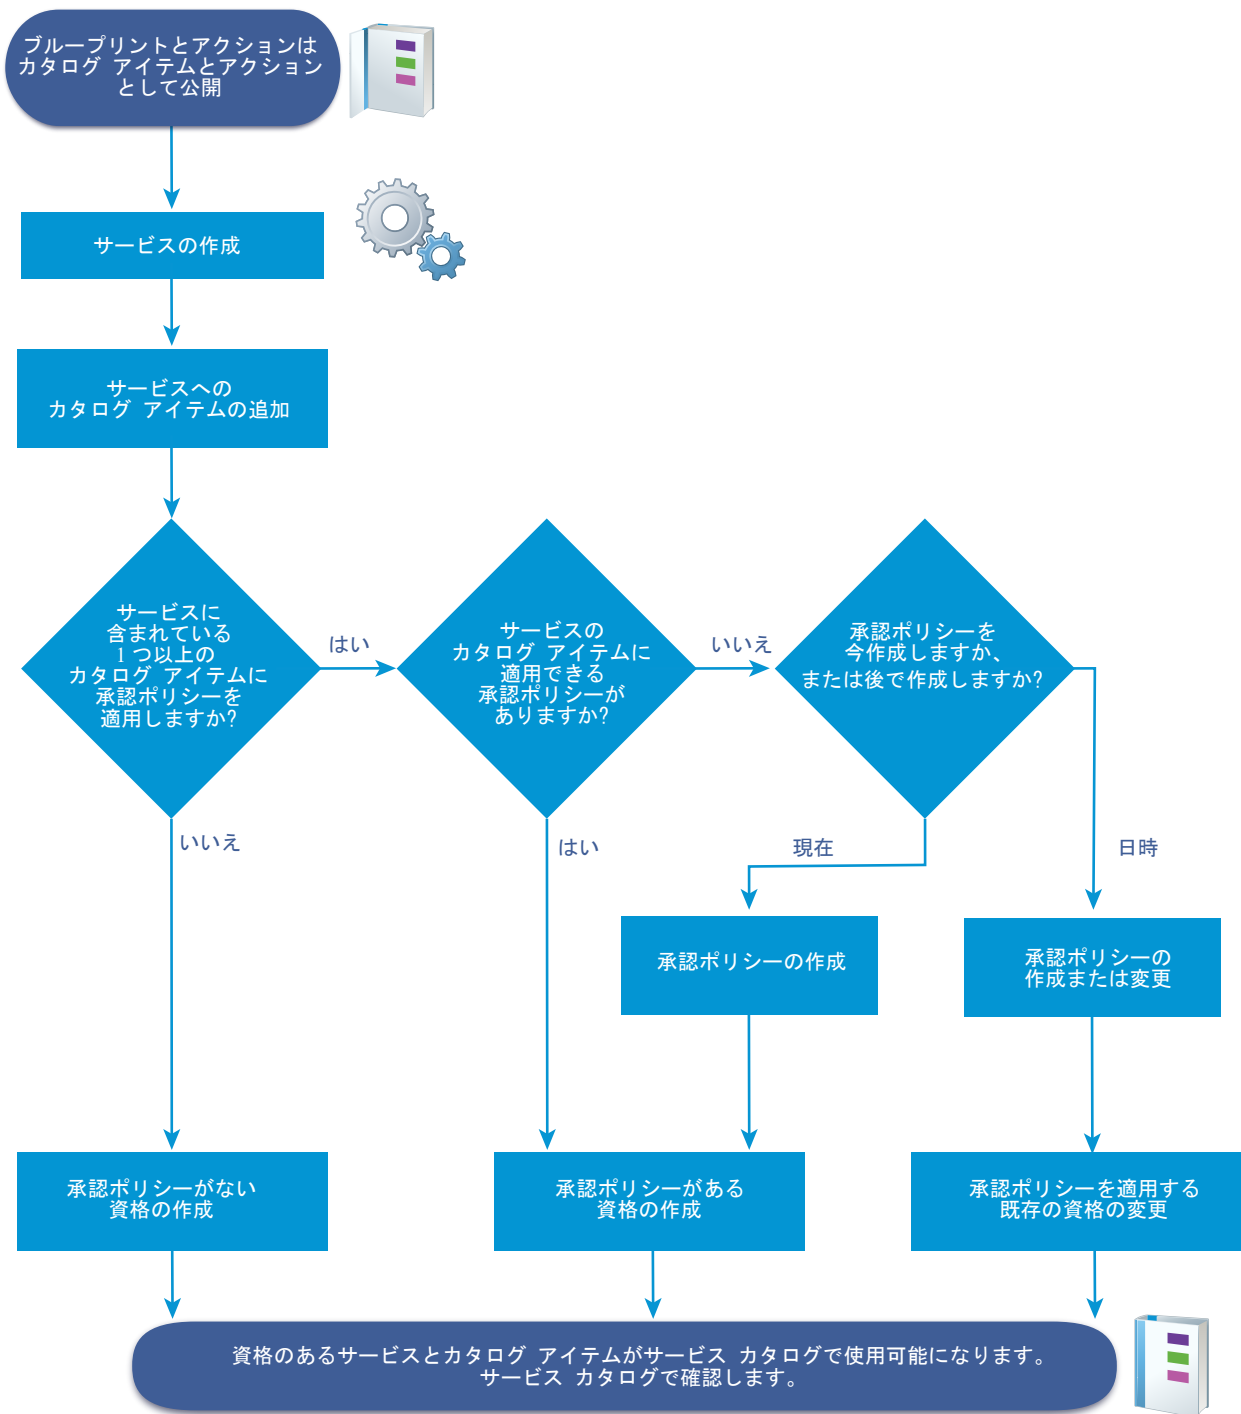 ブループリントとアクションは
カタログ アイテムとアクション
として公開
サービスの作成
サービスへの
カタログ アイテムの追加
サービスに
含まれている
1 つ以上の
カタログ アイテムに
承認ポリシーを
適用しますか?
はい
サービスの
カタログ アイテムに
適用できる
承認ポリシーが
ありますか?
いいえ
承認ポリシーを
今作成しますか、
または後で作成しますか?
いいえ
はい
現在
日時
承認ポリシーの作成
承認ポリシーの
作成または変更
承認ポリシーがない
資格の作成
承認ポリシーがある
資格の作成
承認ポリシーを適用する
既存の資格の変更
資格のあるサービスとカタログ アイテムがサービス カタログで使用可能になります。
サービス カタログで確認します。